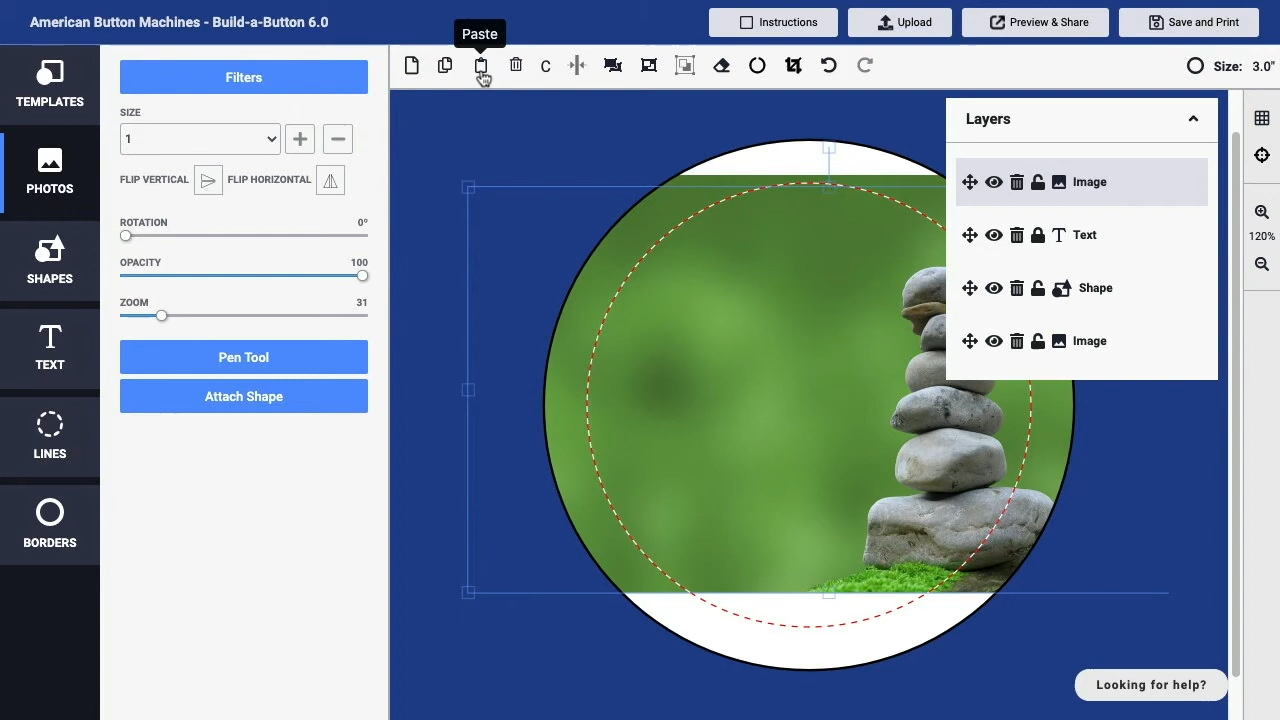 American Button Machines - Build-a-Button 6.0
Instructions
Upload
Preview & Share
Save and Print
Paste
C
Size: 3.0"
TEMPLATES
PHOTOS
SHAPES
TEXT
LINES
BORDERS
Filters
SIZE
1
FLIP VERTICAL
FLIP HORIZONTAL
ROTATION 0º
OPACITY 100
ZOOM 31
Pen Tool
Attach Shape
Layers
Image
T Text
Shape
Image
120%
Looking for help?